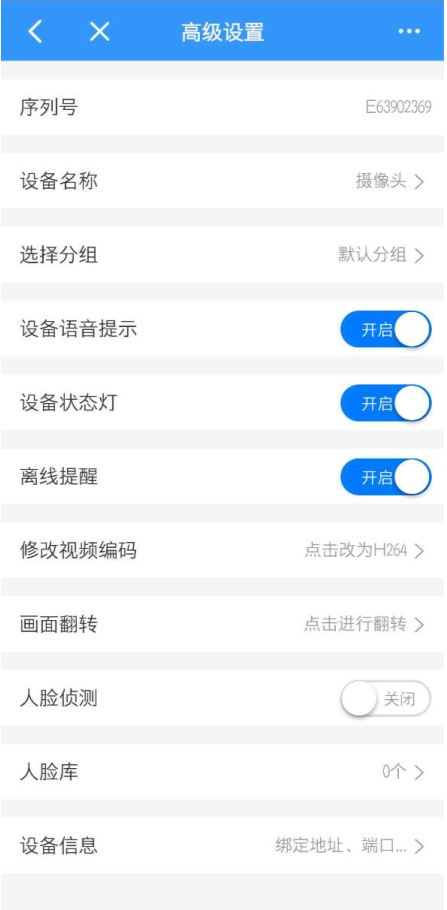 高级设置
序列号 E63902369
设备名称 摄像头
选择分组 默认分组
设备语音提示 开启
设备状态灯 开启
离线提醒 开启
修改视频编码 点击改为H264
画面翻转 点击进行翻转
人脸侦测 关闭
人脸库 0个
设备信息 绑定地址、端口...